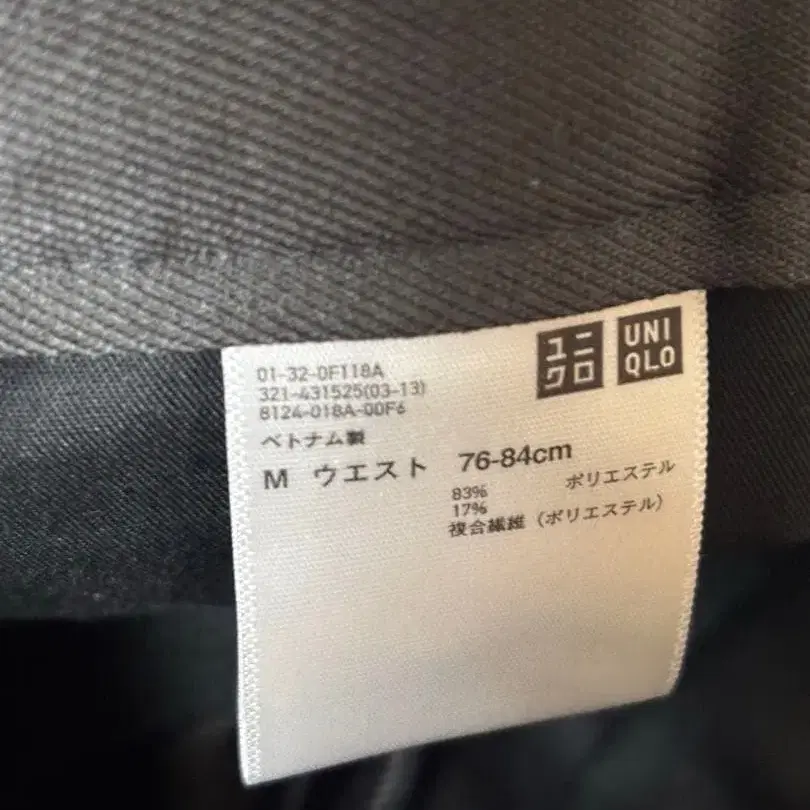 ユニ
クロ
UNI
QLO
01-32-0F118A
321-431525(03-13)
8124-018A-00F6
ベトナム製
M ウエスト 76-84cm
83% ポリエステル
17%
複合繊維（ポリエステル）